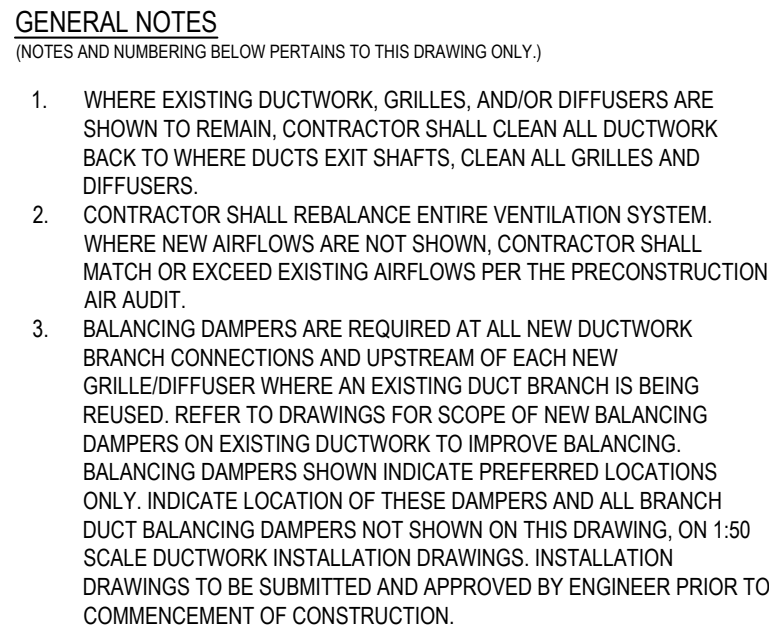 GENERAL NOTES
(NOTES AND NUMBERING BELOW PERTAINS TO THIS DRAWING ONLY.)
1. WHERE EXISTING DUCTWORK, GRILLES, AND/OR DIFFUSERS ARE
SHOWN TO REMAIN, CONTRACTOR SHALL CLEAN ALL DUCTWORK
BACK TO WHERE DUCTS EXIT SHAFTS, CLEAN ALL GRILLES AND
DIFFUSERS.
2. CONTRACTOR SHALL REBALANCE ENTIRE VENTILATION SYSTEM.
WHERE NEW AIRFLOWS ARE NOT SHOWN, CONTRACTOR SHALL
MATCH OR EXCEED EXISTING AIRFLOWS PER THE PRECONSTRUCTION
AIR AUDIT.
3. BALANCING DAMPERS ARE REQUIRED AT ALL NEW DUCTWORK
BRANCH CONNECTIONS AND UPSTREAM OF EACH NEW
GRILLE/DIFFUSER WHERE AN EXISTING DUCT BRANCH IS BEING
REUSED. REFER TO DRAWINGS FOR SCOPE OF NEW BALANCING
DAMPERS ON EXISTING DUCTWORK TO IMPROVE BALANCING.
BALANCING DAMPERS SHOWN INDICATE PREFERRED LOCATIONS
ONLY. INDICATE LOCATION OF THESE DAMPERS AND ALL BRANCH
DUCT BALANCING DAMPERS NOT SHOWN ON THIS DRAWING, ON 1:50
SCALE DUCTWORK INSTALLATION DRAWINGS. INSTALLATION
DRAWINGS TO BE SUBMITTED AND APPROVED BY ENGINEER PRIOR TO
COMMENCEMENT OF CONSTRUCTION.